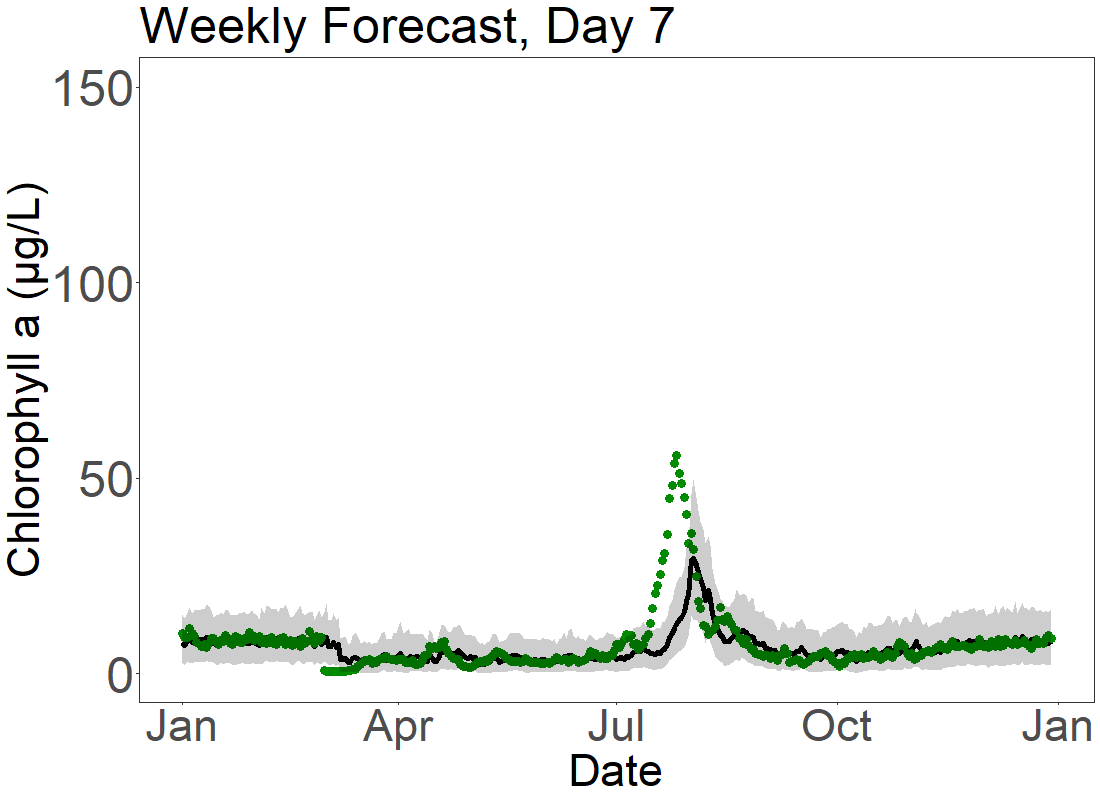 Weekly Forecast, Day 7
Chlorophyll a (µg/L)
150
100
50
0
Jan Apr Jul Oct Jan
Date